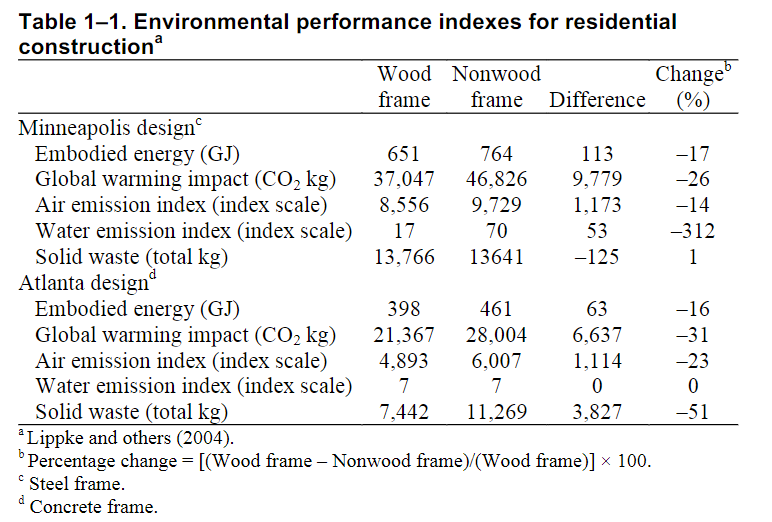 Table 1–1. Environmental performance indexes for residential
construction^a
Wood Nonwood Change^b
frame frame Difference (%)
Minneapolis design^c
Embodied energy (GJ) 651 764 113 –17
Global warming impact (CO₂ kg) 37,047 46,826 9,779 –26
Air emission index (index scale) 8,556 9,729 1,173 –14
Water emission index (index scale) 17 70 53 –312
Solid waste (total kg) 13,766 13641 –125 1
Atlanta design^d
Embodied energy (GJ) 398 461 63 –16
Global warming impact (CO₂ kg) 21,367 28,004 6,637 –31
Air emission index (index scale) 4,893 6,007 1,114 –23
Water emission index (index scale) 7 7 0 0
Solid waste (total kg) 7,442 11,269 3,827 –51
^a Lippke and others (2004).
^b Percentage change = [(Wood frame – Nonwood frame)/(Wood frame)] × 100.
^c Steel frame.
^d Concrete frame.